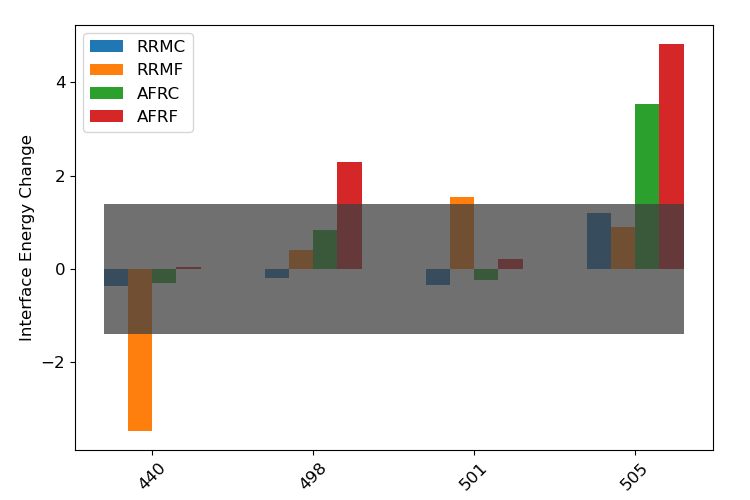 RRMC
RRMF
AFRC
AFRF
Interface Energy Change
4
2
0
−2
440
498
501
505